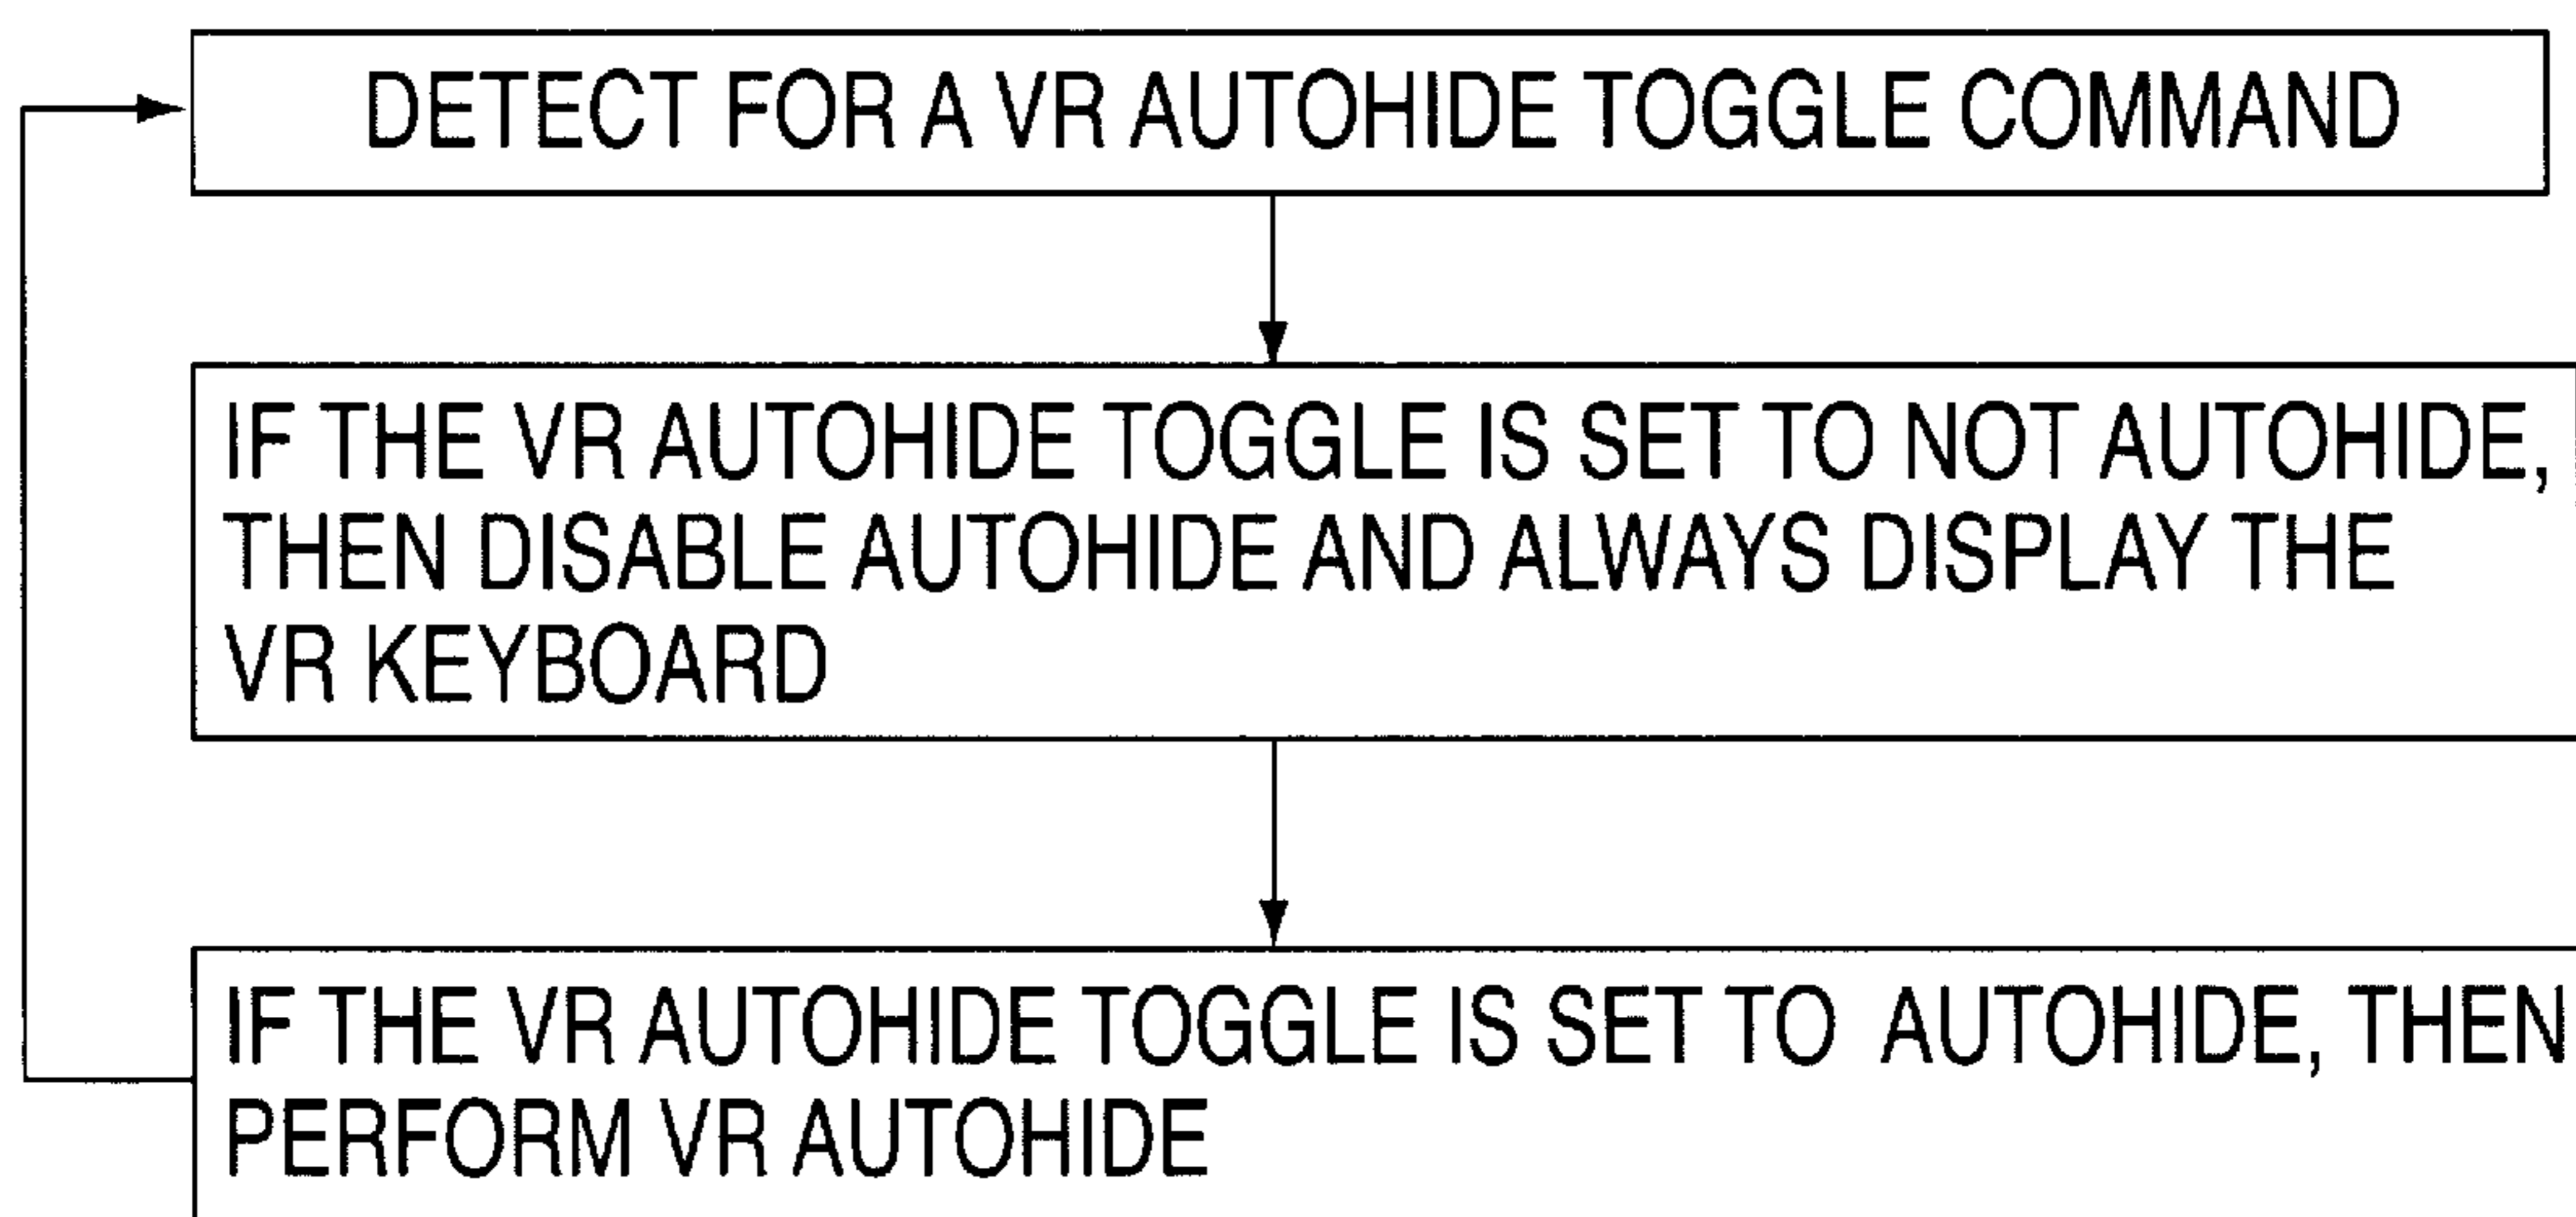 DETECT FOR A VR AUTOHIDE TOGGLE COMMAND
IF THE VR AUTOHIDE TOGGLE IS SET TO NOT AUTOHIDE,
THEN DISABLE AUTOHIDE AND ALWAYS DISPLAY THE
VR KEYBOARD
IF THE VR AUTOHIDE TOGGLE IS SET TO AUTOHIDE, THEN
PERFORM VR AUTOHIDE